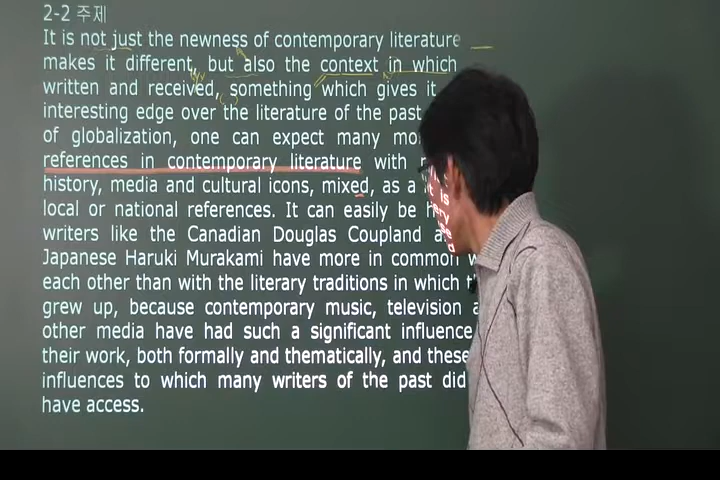 2-2 주제
It is not just the newness of contemporary literature
makes it different, but also the context in which
written and received, something which gives it
interesting edge over the literature of the past
of globalization, one can expect many
references in contemporary literature with
history, media and cultural icons, mixed, as a
local or national references. It can easily be
writers like the Canadian Douglas Coupland
Japanese Haruki Murakami have more in common
each other than with the literary traditions in which
grew up, because contemporary music, television
other media have had such a significant influence
their work, both formally and thematically, and these
influences to which many writers of the past did
have access.